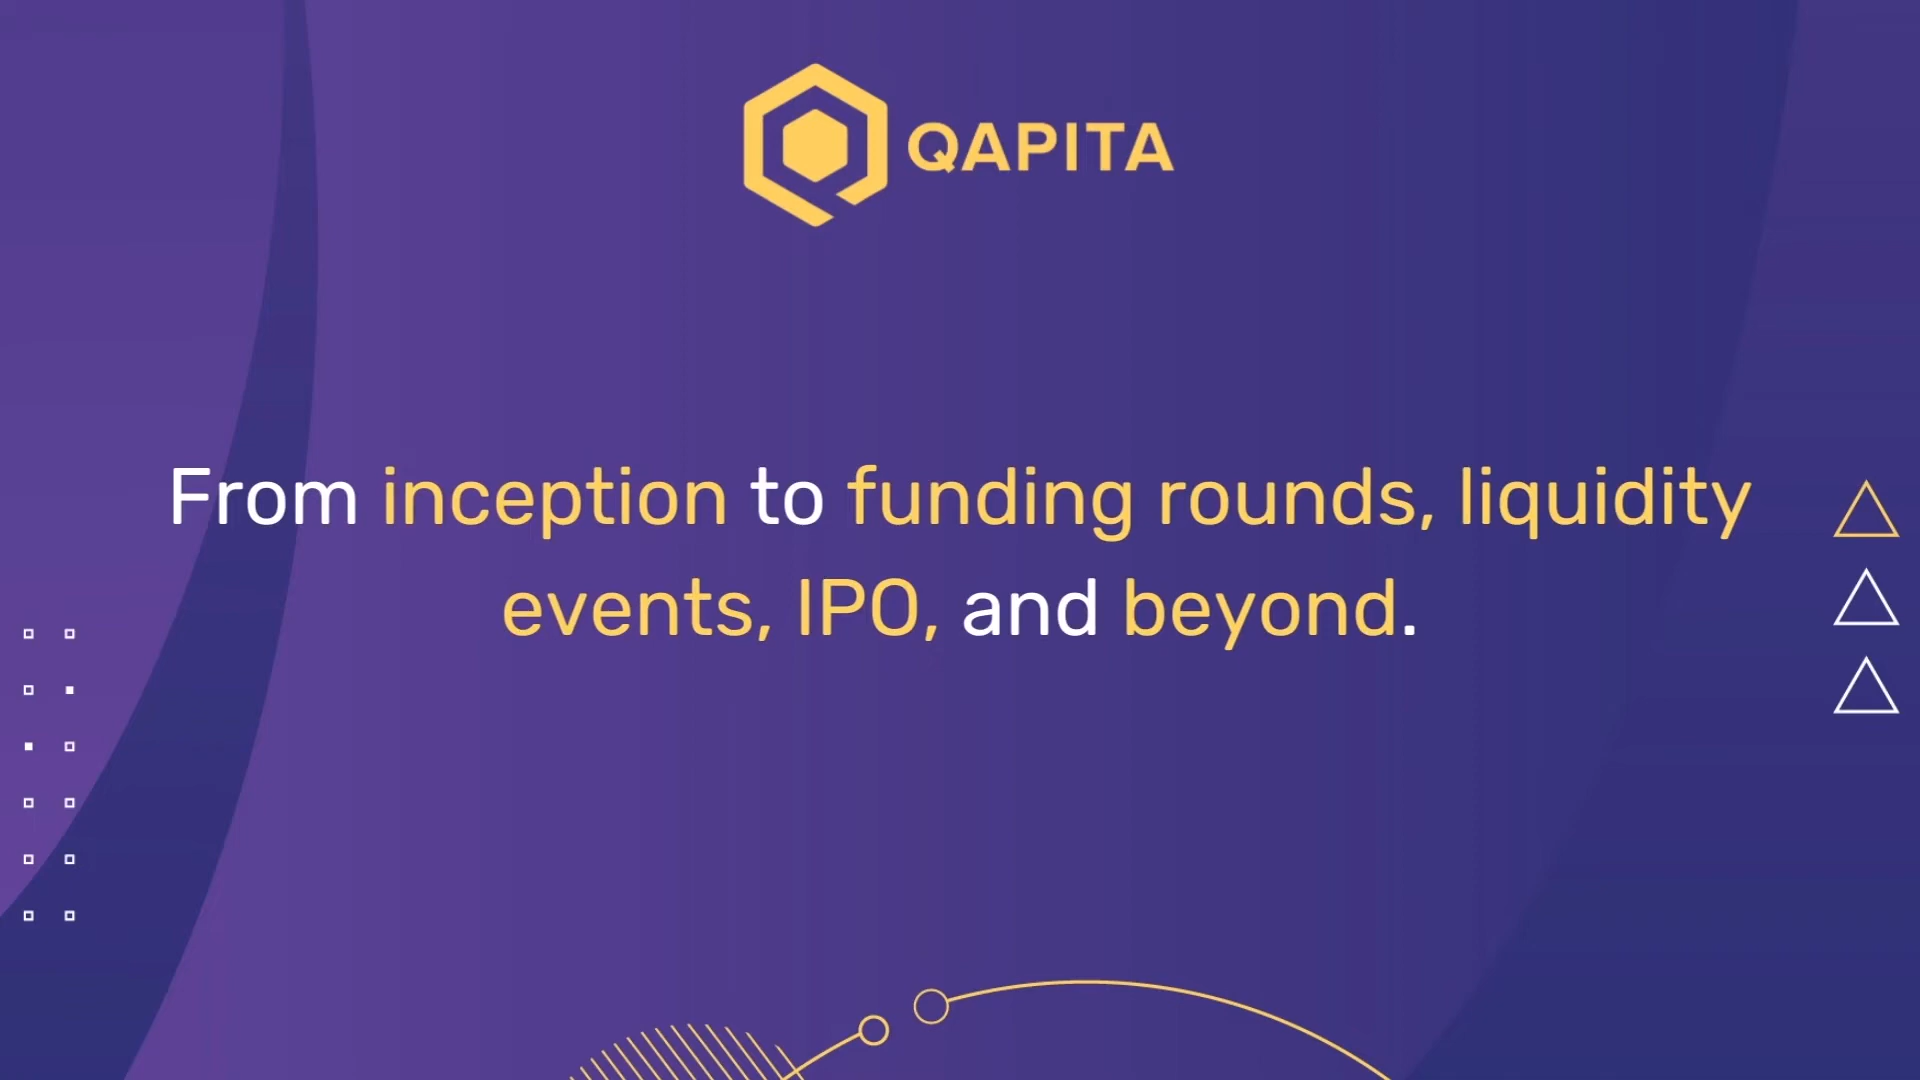 QAPITA
From inception to funding rounds, liquidity
events, IPO, and beyond.